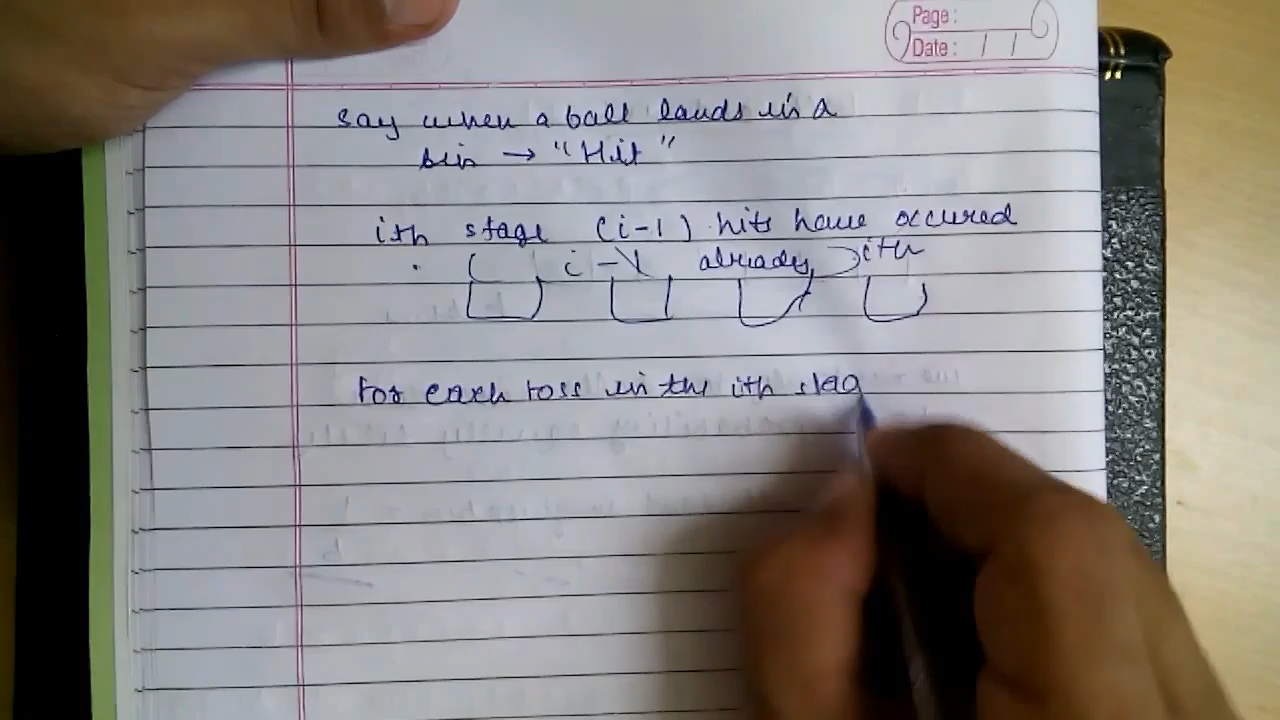 Page:
Date: / /
say when a ball lands in a
bin → "Hit"
ith stage (i-1) hits have occured
i-1 already ith
For each toss in the ith stag